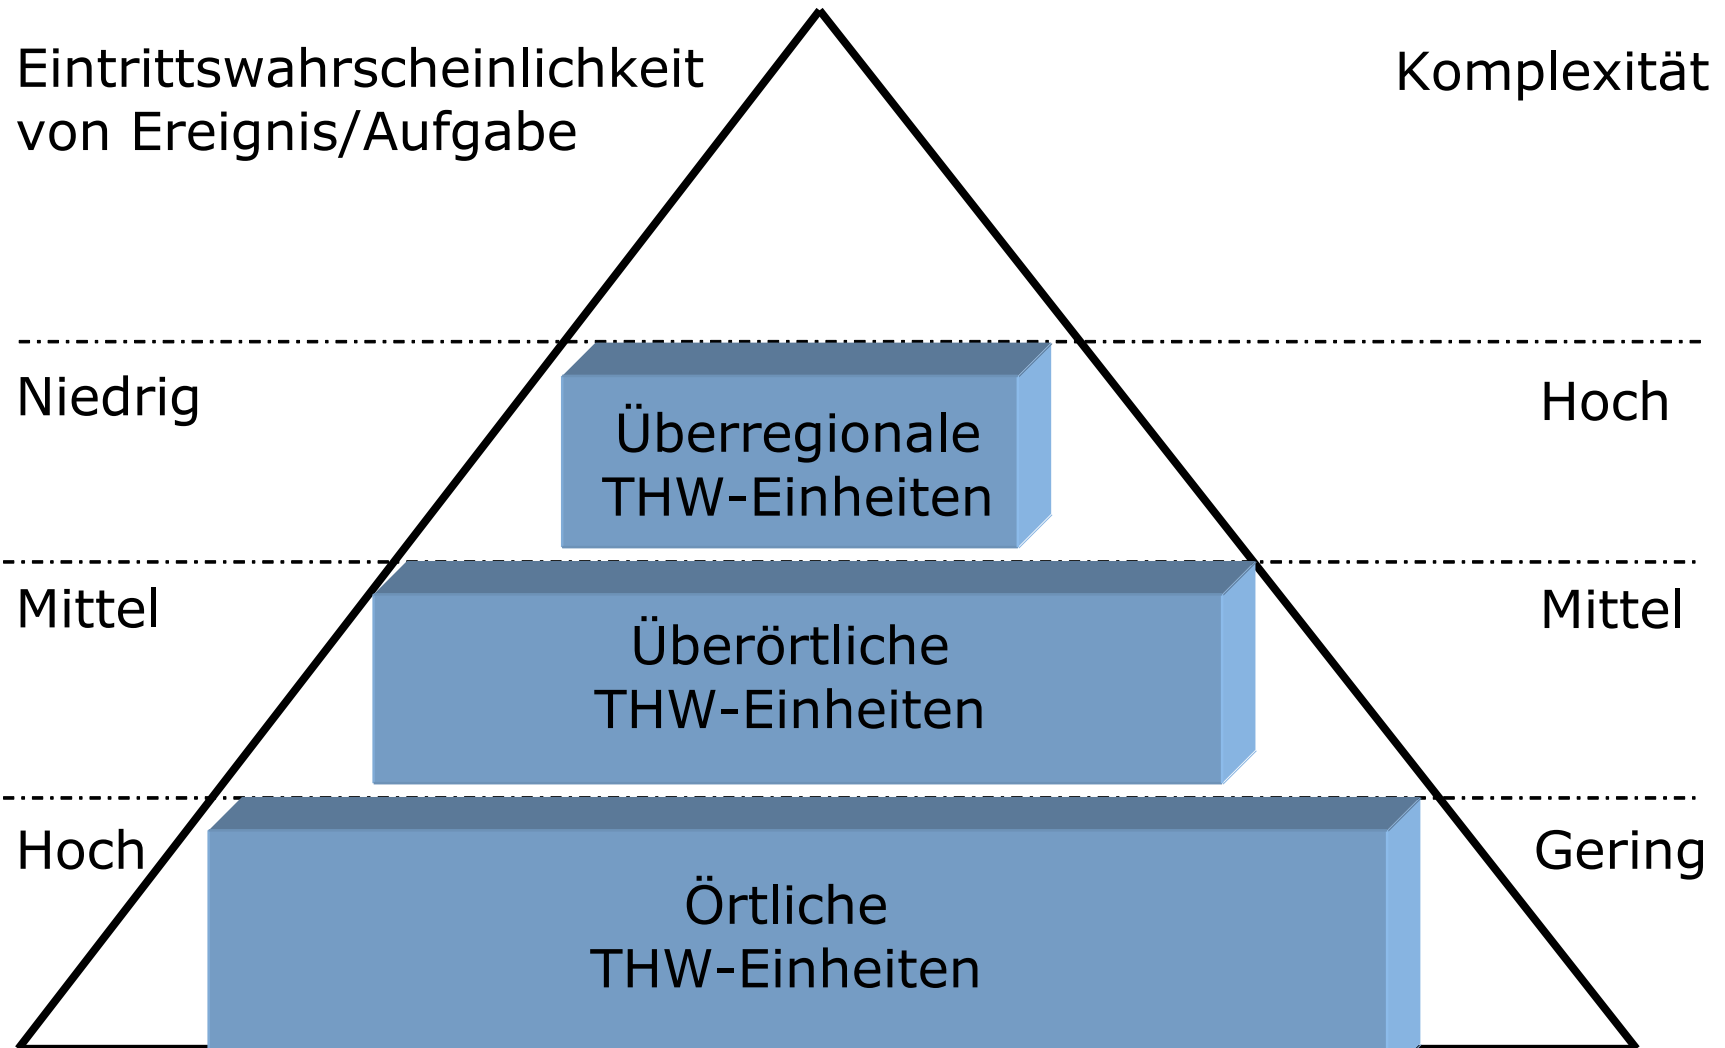 Eintrittswahrscheinlichkeit
von Ereignis/Aufgabe
Komplexität
Niedrig
Überregionale
THW-Einheiten
Hoch
Mittel
Überörtliche
THW-Einheiten
Mittel
Hoch
Örtliche
THW-Einheiten
Gering